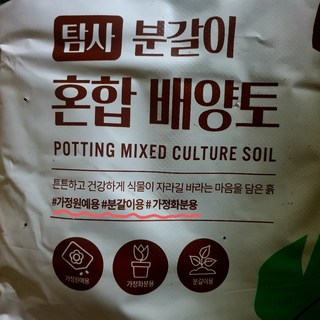 탐사 분갈이
혼합 배양토
POTTING MIXED CULTURE SOIL
튼튼하고 건강하게 식물이 자라길 바라는 마음을 담은 흙
#가정원예용 #분갈이용 # 가정화분용
가정원예용 가정화분용 분갈이용